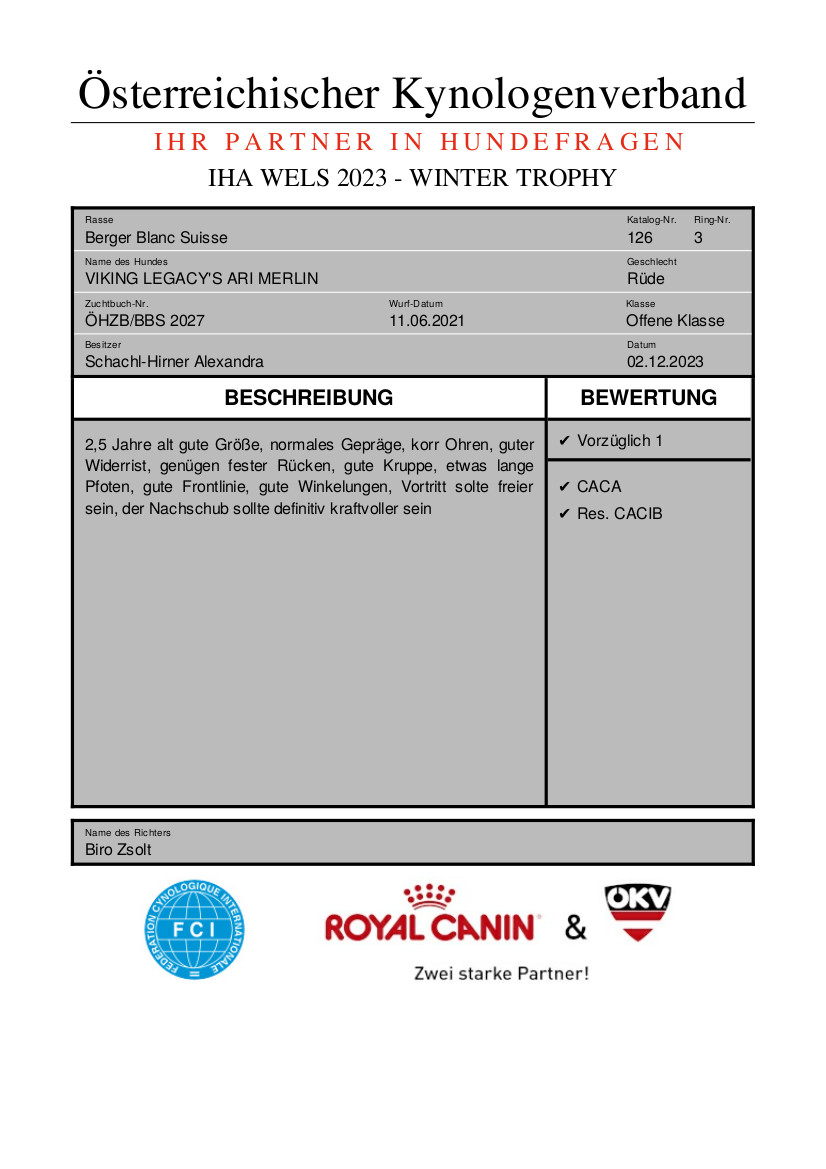 Österreichischer Kynologenverband
IHR PARTNER IN HUNDEFRAGEN
IHA WELS 2023 - WINTER TROPHY
Rasse Katalog-Nr. Ring-Nr.
Berger Blanc Suisse 126 3
Name des Hundes Geschlecht
VIKING LEGACY'S ARI MERLIN Rüde
Zuchtbuch-Nr. Wurf-Datum Klasse
ÖHZB/BBS 2027 11.06.2021 Offene Klasse
Besitzer Datum
Schachl-Hirner Alexandra 02.12.2023
BESCHREIBUNG BEWERTUNG
2,5 Jahre alt gute Größe, normales Gepräge, korr Ohren, guter
Widerrist, genügen fester Rücken, gute Kruppe, etwas lange
Pfoten, gute Frontlinie, gute Winkelungen, Vortritt solte freier
sein, der Nachschub sollte definitiv kraftvoller sein
✔ Vorzüglich 1
✔ CACA
✔ Res. CACIB
Name des Richters
Biro Zsolt
FEDERATION CYNOLOGIQUE INTERNATIONALE
FCI
ROYAL CANIN & ÖKV
Zwei starke Partner!